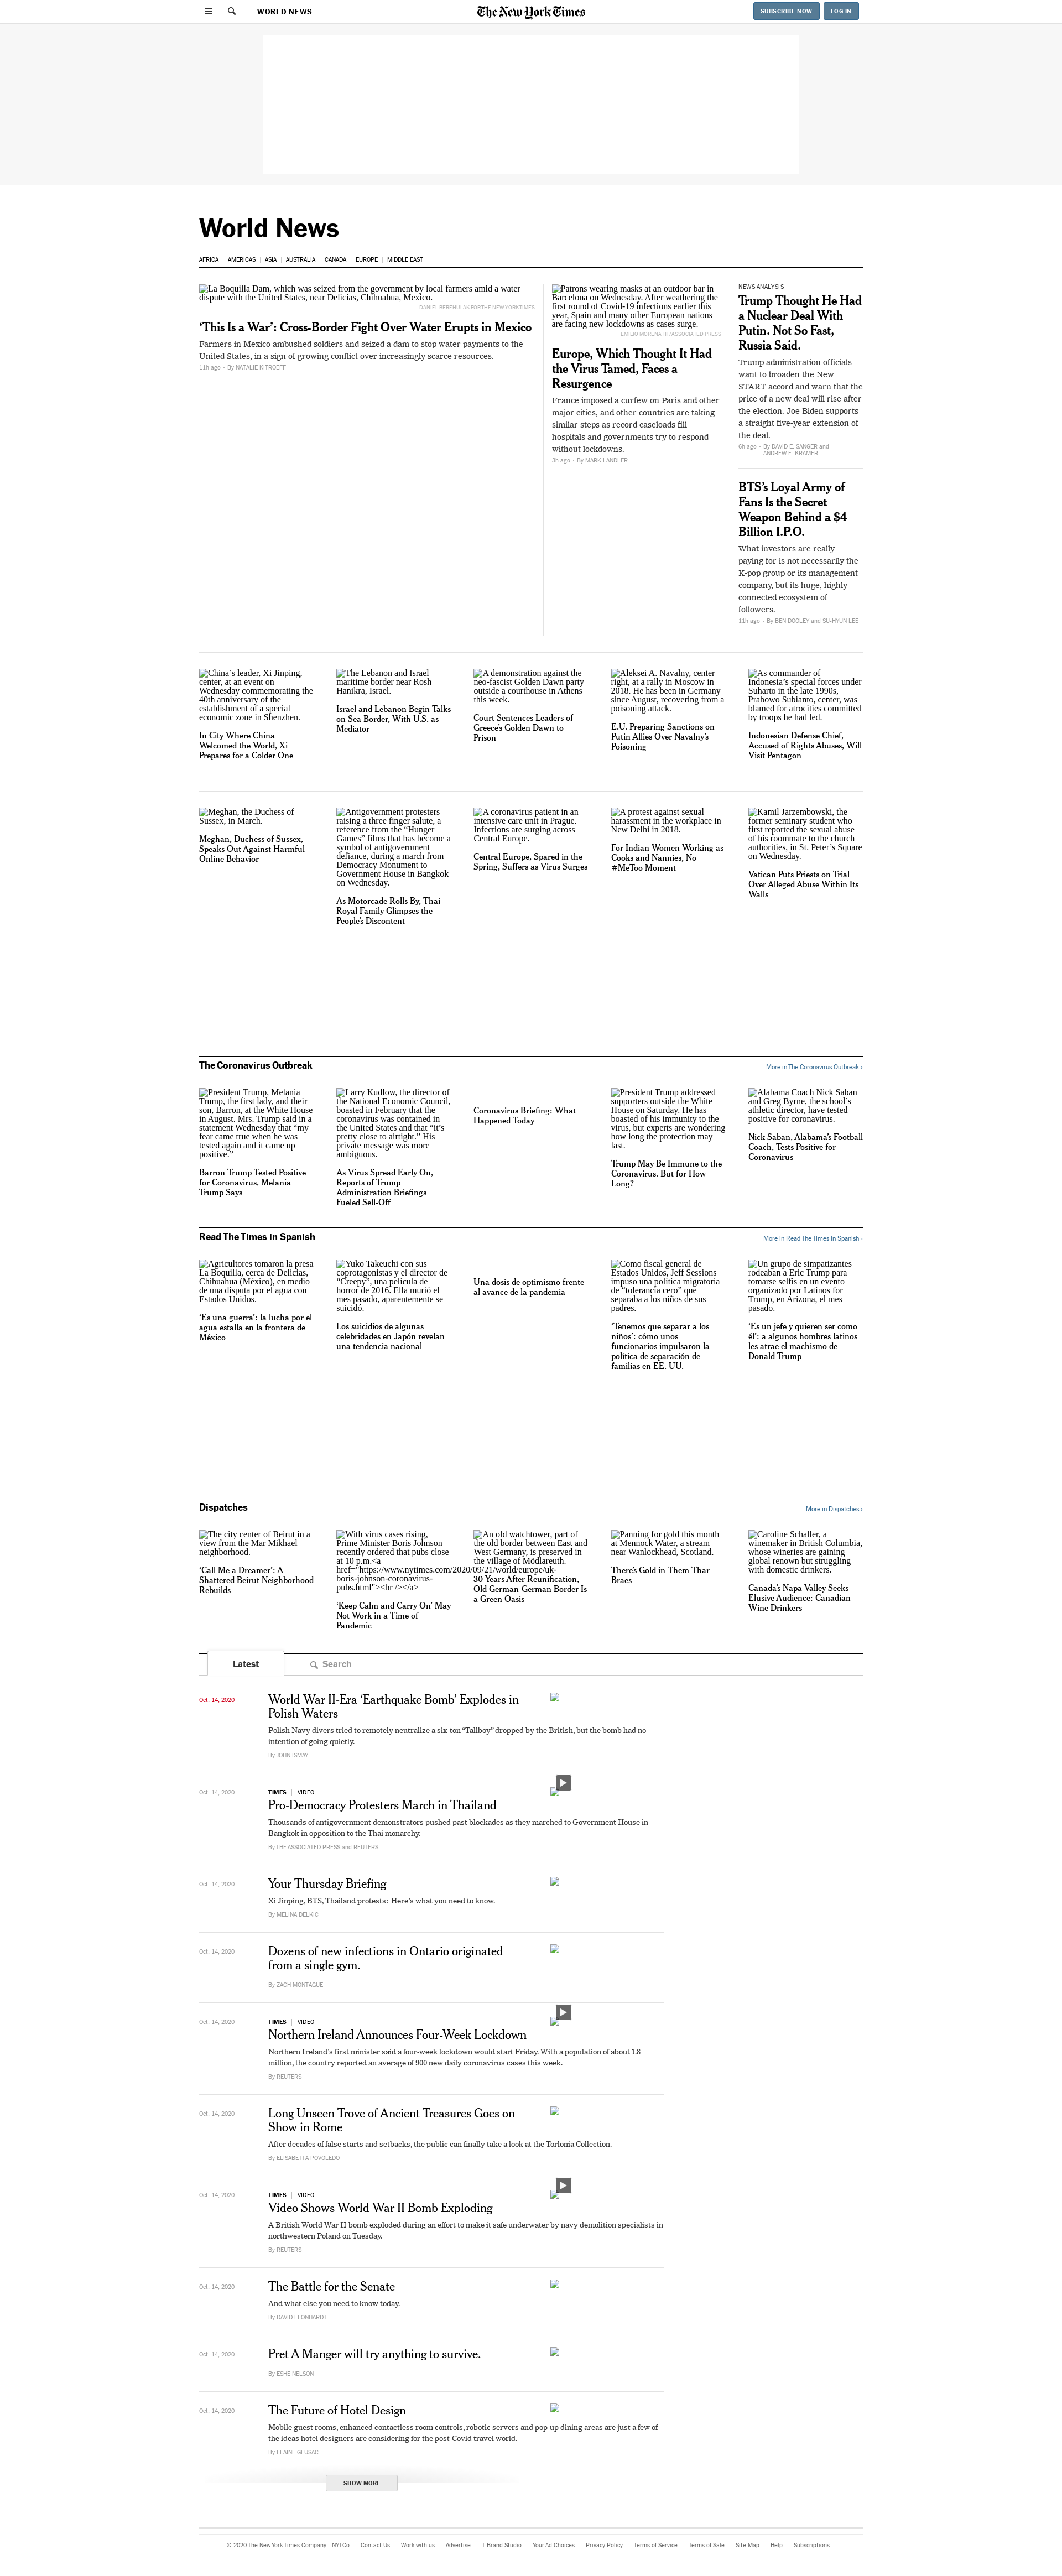 WORLD NEWS
The New York Times
SUBSCRIBE NOW
LOG IN
World News
AFRICA
AMERICAS
ASIA
AUSTRALIA
CANADA
EUROPE
MIDDLE EAST
La Boquilla Dam, which was seized from the government by local farmers amid a water
dispute with the United States, near Delicias, Chihuahua, Mexico.
DANIEL BEREHULAK FOR THE NEW YORK TIMES
‘This Is a War’: Cross-Border Fight Over Water Erupts in Mexico
Farmers in Mexico ambushed soldiers and seized a dam to stop water payments to the
United States, in a sign of growing conflict over increasingly scarce resources.
11h ago · By NATALIE KITROEFF
Patrons wearing masks at an outdoor bar in
Barcelona on Wednesday. After weathering the
first round of Covid-19 infections earlier this
year, Spain and many other European nations
are facing new lockdowns as cases surge.
EMILIO MORENATTI/ASSOCIATED PRESS
Europe, Which Thought It Had
the Virus Tamed, Faces a
Resurgence
France imposed a curfew on Paris and other
major cities, and other countries are taking
similar steps as record caseloads fill
hospitals and governments try to respond
without lockdowns.
3h ago · By MARK LANDLER
NEWS ANALYSIS
Trump Thought He Had
a Nuclear Deal With
Putin. Not So Fast,
Russia Said.
Trump administration officials
want to broaden the New
START accord and warn that the
price of a new deal will rise after
the election. Joe Biden supports
a straight five-year extension of
the deal.
6h ago · By DAVID E. SANGER and
ANDREW E. KRAMER
BTS’s Loyal Army of
Fans Is the Secret
Weapon Behind a $4
Billion I.P.O.
What investors are really
paying for is not necessarily the
K-pop group or its management
company, but its huge, highly
connected ecosystem of
followers.
11h ago · By BEN DOOLEY and SU-HYUN LEE
China’s leader, Xi Jinping,
center, at an event on
Wednesday commemorating the
40th anniversary of the
establishment of a special
economic zone in Shenzhen.
In City Where China
Welcomed the World, Xi
Prepares for a Colder One
The Lebanon and Israel
maritime border near Rosh
Hanikra, Israel.
Israel and Lebanon Begin Talks
on Sea Border, With U.S. as
Mediator
A demonstration against the
neo-fascist Golden Dawn party
outside a courthouse in Athens
this week.
Court Sentences Leaders of
Greece’s Golden Dawn to
Prison
Aleksei A. Navalny, center
right, at a rally in Moscow in
2018. He has been in Germany
since August, recovering from a
poisoning attack.
E.U. Preparing Sanctions on
Putin Allies Over Navalny’s
Poisoning
As commander of
Indonesia’s special forces under
Suharto in the late 1990s,
Prabowo Subianto, center, was
blamed for atrocities committed
by troops he had led.
Indonesian Defense Chief,
Accused of Rights Abuses, Will
Visit Pentagon
Meghan, the Duchess of
Sussex, in March.
Meghan, Duchess of Sussex,
Speaks Out Against Harmful
Online Behavior
Antigovernment protesters
raising a three finger salute, a
reference from the “Hunger
Games” films that has become a
symbol of antigovernment
defiance, during a march from
Democracy Monument to
Government House in Bangkok
on Wednesday.
As Motorcade Rolls By, Thai
Royal Family Glimpses the
People’s Discontent
A coronavirus patient in an
intensive care unit in Prague.
Infections are surging across
Central Europe.
Central Europe, Spared in the
Spring, Suffers as Virus Surges
A protest against sexual
harassment in the workplace in
New Delhi in 2018.
For Indian Women Working as
Cooks and Nannies, No
#MeToo Moment
Kamil Jarzembowski, the
former seminary student who
first reported the sexual abuse
of his roommate to the church
authorities, in St. Peter’s Square
on Wednesday.
Vatican Puts Priests on Trial
Over Alleged Abuse Within Its
Walls
The Coronavirus Outbreak
More in The Coronavirus Outbreak ›
President Trump, Melania
Trump, the first lady, and their
son, Barron, at the White House
in August. Mrs. Trump said in a
statement Wednesday that “my
fear came true when he was
tested again and it came up
positive.”
Barron Trump Tested Positive
for Coronavirus, Melania
Trump Says
Larry Kudlow, the director of
the National Economic Council,
boasted in February that the
coronavirus was contained in
the United States and that “it’s
pretty close to airtight.” His
private message was more
ambiguous.
As Virus Spread Early On,
Reports of Trump
Administration Briefings
Fueled Sell-Off
Coronavirus Briefing: What
Happened Today
President Trump addressed
supporters outside the White
House on Saturday. He has
boasted of his immunity to the
virus, but experts are wondering
how long the protection may
last.
Trump May Be Immune to the
Coronavirus. But for How
Long?
Alabama Coach Nick Saban
and Greg Byrne, the school’s
athletic director, have tested
positive for coronavirus.
Nick Saban, Alabama’s Football
Coach, Tests Positive for
Coronavirus
Read The Times in Spanish
More in Read The Times in Spanish ›
Agricultores tomaron la presa
La Boquilla, cerca de Delicias,
Chihuahua (México), en medio
de una disputa por el agua con
Estados Unidos.
‘Es una guerra’: la lucha por el
agua estalla en la frontera de
México
Yuko Takeuchi con sus
coprotagonistas y el director de
“Creepy”, una película de
horror de 2016. Ella murió el
mes pasado, aparentemente se
suicidó.
Los suicidios de algunas
celebridades en Japón revelan
una tendencia nacional
Una dosis de optimismo frente
al avance de la pandemia
Como fiscal general de
Estados Unidos, Jeff Sessions
impuso una política migratoria
de “tolerancia cero” que
separaba a los niños de sus
padres.
‘Tenemos que separar a los
niños’: cómo unos
funcionarios impulsaron la
política de separación de
familias en EE. UU.
Un grupo de simpatizantes
rodeaban a Eric Trump para
tomarse selfis en un evento
organizado por Latinos for
Trump, en Arizona, el mes
pasado.
‘Es un jefe y quieren ser como
él’: a algunos hombres latinos
les atrae el machismo de
Donald Trump
Dispatches
More in Dispatches ›
The city center of Beirut in a
view from the Mar Mikhael
neighborhood.
‘Call Me a Dreamer’: A
Shattered Beirut Neighborhood
Rebuilds
With virus cases rising,
Prime Minister Boris Johnson
recently ordered that pubs close
at 10 p.m.<a
href="https://www.nytimes.com/2020/09/21/world/europe/uk-
boris-johnson-coronavirus-
pubs.html"><br /></a>
‘Keep Calm and Carry On’ May
Not Work in a Time of
Pandemic
An old watchtower, part of
the old border between East and
West Germany, is preserved in
the village of Mödlareuth.
30 Years After Reunification,
Old German-German Border Is
a Green Oasis
Panning for gold this month
at Mennock Water, a stream
near Wanlockhead, Scotland.
There’s Gold in Them Thar
Braes
Caroline Schaller, a
winemaker in British Columbia,
whose wineries are gaining
global renown but struggling
with domestic drinkers.
Canada’s Napa Valley Seeks
Elusive Audience: Canadian
Wine Drinkers
Latest
Search
Oct. 14, 2020
World War II-Era ‘Earthquake Bomb’ Explodes in
Polish Waters
Polish Navy divers tried to remotely neutralize a six-ton “Tallboy” dropped by the British, but the bomb had no
intention of going quietly.
By JOHN ISMAY
Oct. 14, 2020
TIMES | VIDEO
Pro-Democracy Protesters March in Thailand
Thousands of antigovernment demonstrators pushed past blockades as they marched to Government House in
Bangkok in opposition to the Thai monarchy.
By THE ASSOCIATED PRESS and REUTERS
Oct. 14, 2020
Your Thursday Briefing
Xi Jinping, BTS, Thailand protests: Here’s what you need to know.
By MELINA DELKIC
Oct. 14, 2020
Dozens of new infections in Ontario originated
from a single gym.
By ZACH MONTAGUE
Oct. 14, 2020
TIMES | VIDEO
Northern Ireland Announces Four-Week Lockdown
Northern Ireland’s first minister said a four-week lockdown would start Friday. With a population of about 1.8
million, the country reported an average of 900 new daily coronavirus cases this week.
By REUTERS
Oct. 14, 2020
Long Unseen Trove of Ancient Treasures Goes on
Show in Rome
After decades of false starts and setbacks, the public can finally take a look at the Torlonia Collection.
By ELISABETTA POVOLEDO
Oct. 14, 2020
TIMES | VIDEO
Video Shows World War II Bomb Exploding
A British World War II bomb exploded during an effort to make it safe underwater by navy demolition specialists in
northwestern Poland on Tuesday.
By REUTERS
Oct. 14, 2020
The Battle for the Senate
And what else you need to know today.
By DAVID LEONHARDT
Oct. 14, 2020
Pret A Manger will try anything to survive.
By ESHE NELSON
Oct. 14, 2020
The Future of Hotel Design
Mobile guest rooms, enhanced contactless room controls, robotic servers and pop-up dining areas are just a few of
the ideas hotel designers are considering for the post-Covid travel world.
By ELAINE GLUSAC
SHOW MORE
© 2020 The New York Times Company NYTCo Contact Us Work with us Advertise T Brand Studio Your Ad Choices Privacy Policy Terms of Service Terms of Sale Site Map Help Subscriptions